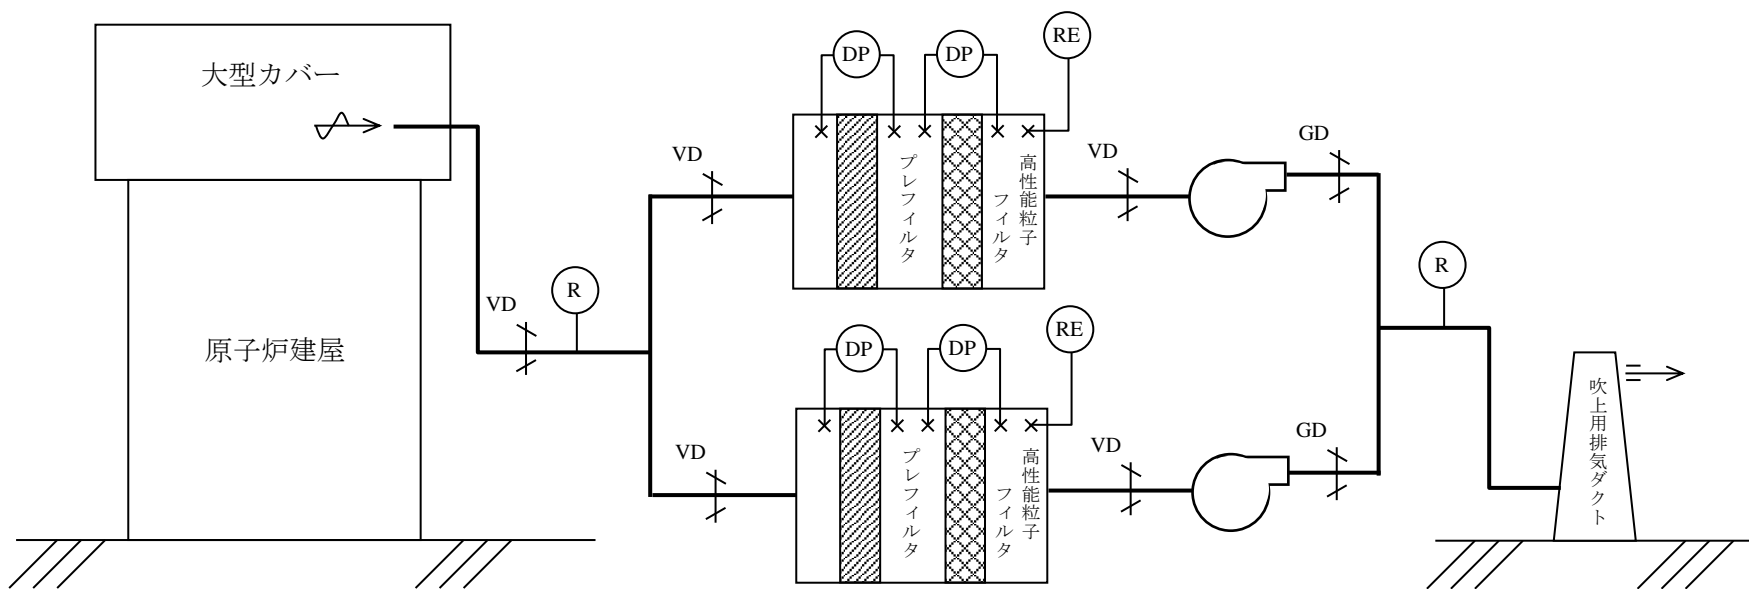 大型カバー
原子炉建屋
VD
R
VD
DP
DP
RE
プレフィルタ
高性能粒子
フィルタ
VD
GD
VD
DP
DP
RE
プレフィルタ
高性能粒子
フィルタ
VD
GD
R
吹上用排気ダクト